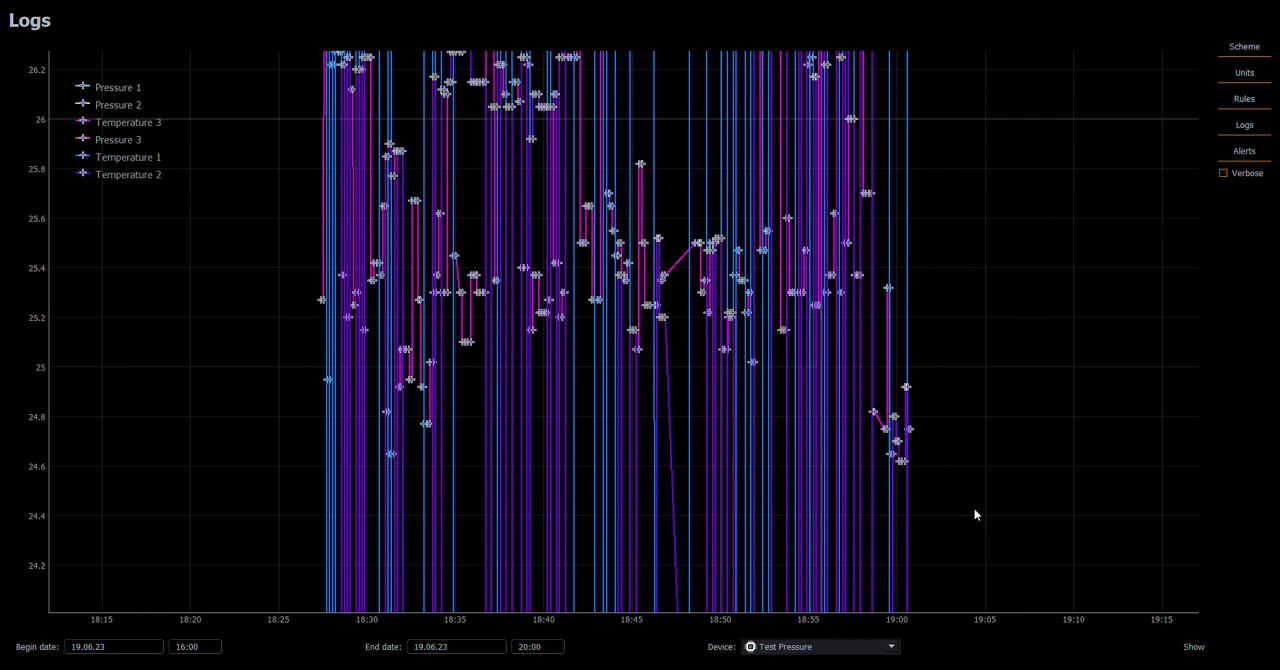 Logs
Scheme
Units
Rules
Logs
Alerts
Verbose
Pressure 1
Pressure 2
Temperature 3
Pressure 3
Temperature 1
Temperature 2
26.2
26
25.8
25.6
25.4
25.2
25
24.8
24.6
24.4
24.2
18:15 18:20 18:25 18:30 18:35 18:40 18:45 18:50 18:55 19:00 19:05 19:10 19:15
Begin date: 19.06.23 16:00 End date: 19.06.23 20:00 Device: Test Pressure Show